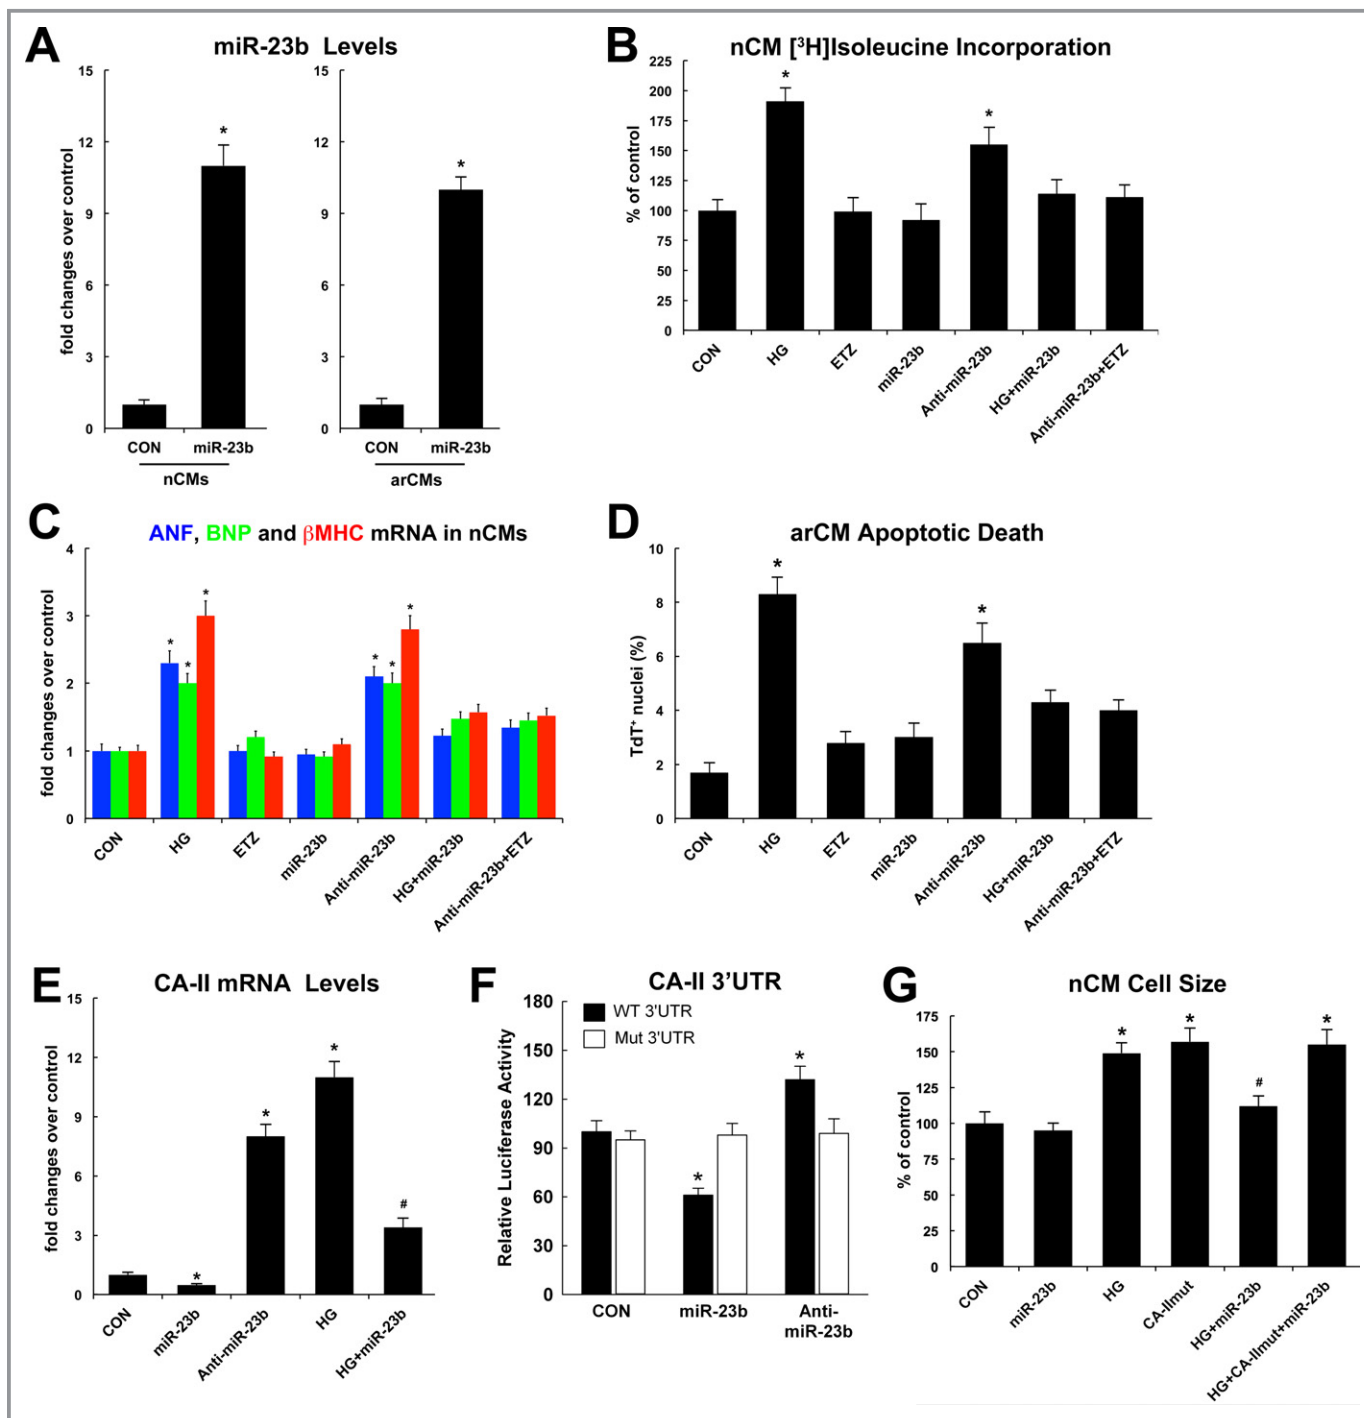 A
miR-23b Levels
fold changes over control
15
12
9
6
3
0
*
CON
miR-23b
nCMs
15
12
9
6
3
0
*
CON
miR-23b
arCMs
B
nCM [³H]Isoleucine Incorporation
% of control
225
200
175
150
125
100
75
50
25
0
*
*
CON
HG
ETZ
miR-23b
Anti-miR-23b
HG+miR-23b
Anti-miR-23b+ETZ
C
ANF, BNP and βMHC mRNA in nCMs
fold changes over control
4
3
2
1
0
*
*
*
*
*
*
CON
HG
ETZ
miR-23b
Anti-miR-23b
HG+miR-23b
Anti-miR-23b+ETZ
D
arCM Apoptotic Death
TdT⁺ nuclei (%)
10
8
6
4
2
0
*
*
CON
HG
ETZ
miR-23b
Anti-miR-23b
HG+miR-23b
Anti-miR-23b+ETZ
E
CA-II mRNA Levels
fold changes over control
15
12
9
6
3
0
*
*
*
#
CON
miR-23b
Anti-miR-23b
HG
HG+miR-23b
F
CA-II 3'UTR
WT 3'UTR
Mut 3'UTR
Relative Luciferase Activity
180
150
120
90
60
30
0
*
*
CON
miR-23b
Anti-
miR-23b
G
nCM Cell Size
% of control
175
150
125
100
75
50
25
0
*
*
#
*
CON
miR-23b
HG
CA-IImut
HG+miR-23b
HG+CA-IImut+miR-23b